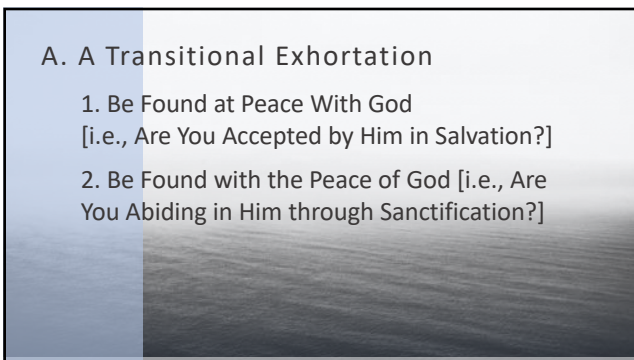 A. A Transitional Exhortation
1. Be Found at Peace With God
[i.e., Are You Accepted by Him in Salvation?]
2. Be Found with the Peace of God [i.e., Are
You Abiding in Him through Sanctification?]